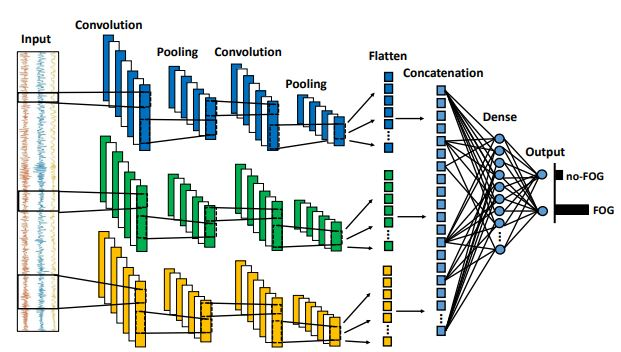 Convolution
Input
Pooling
Convolution
Pooling
Flatten
Concatenation
Dense
Output
no-FOG
FOG